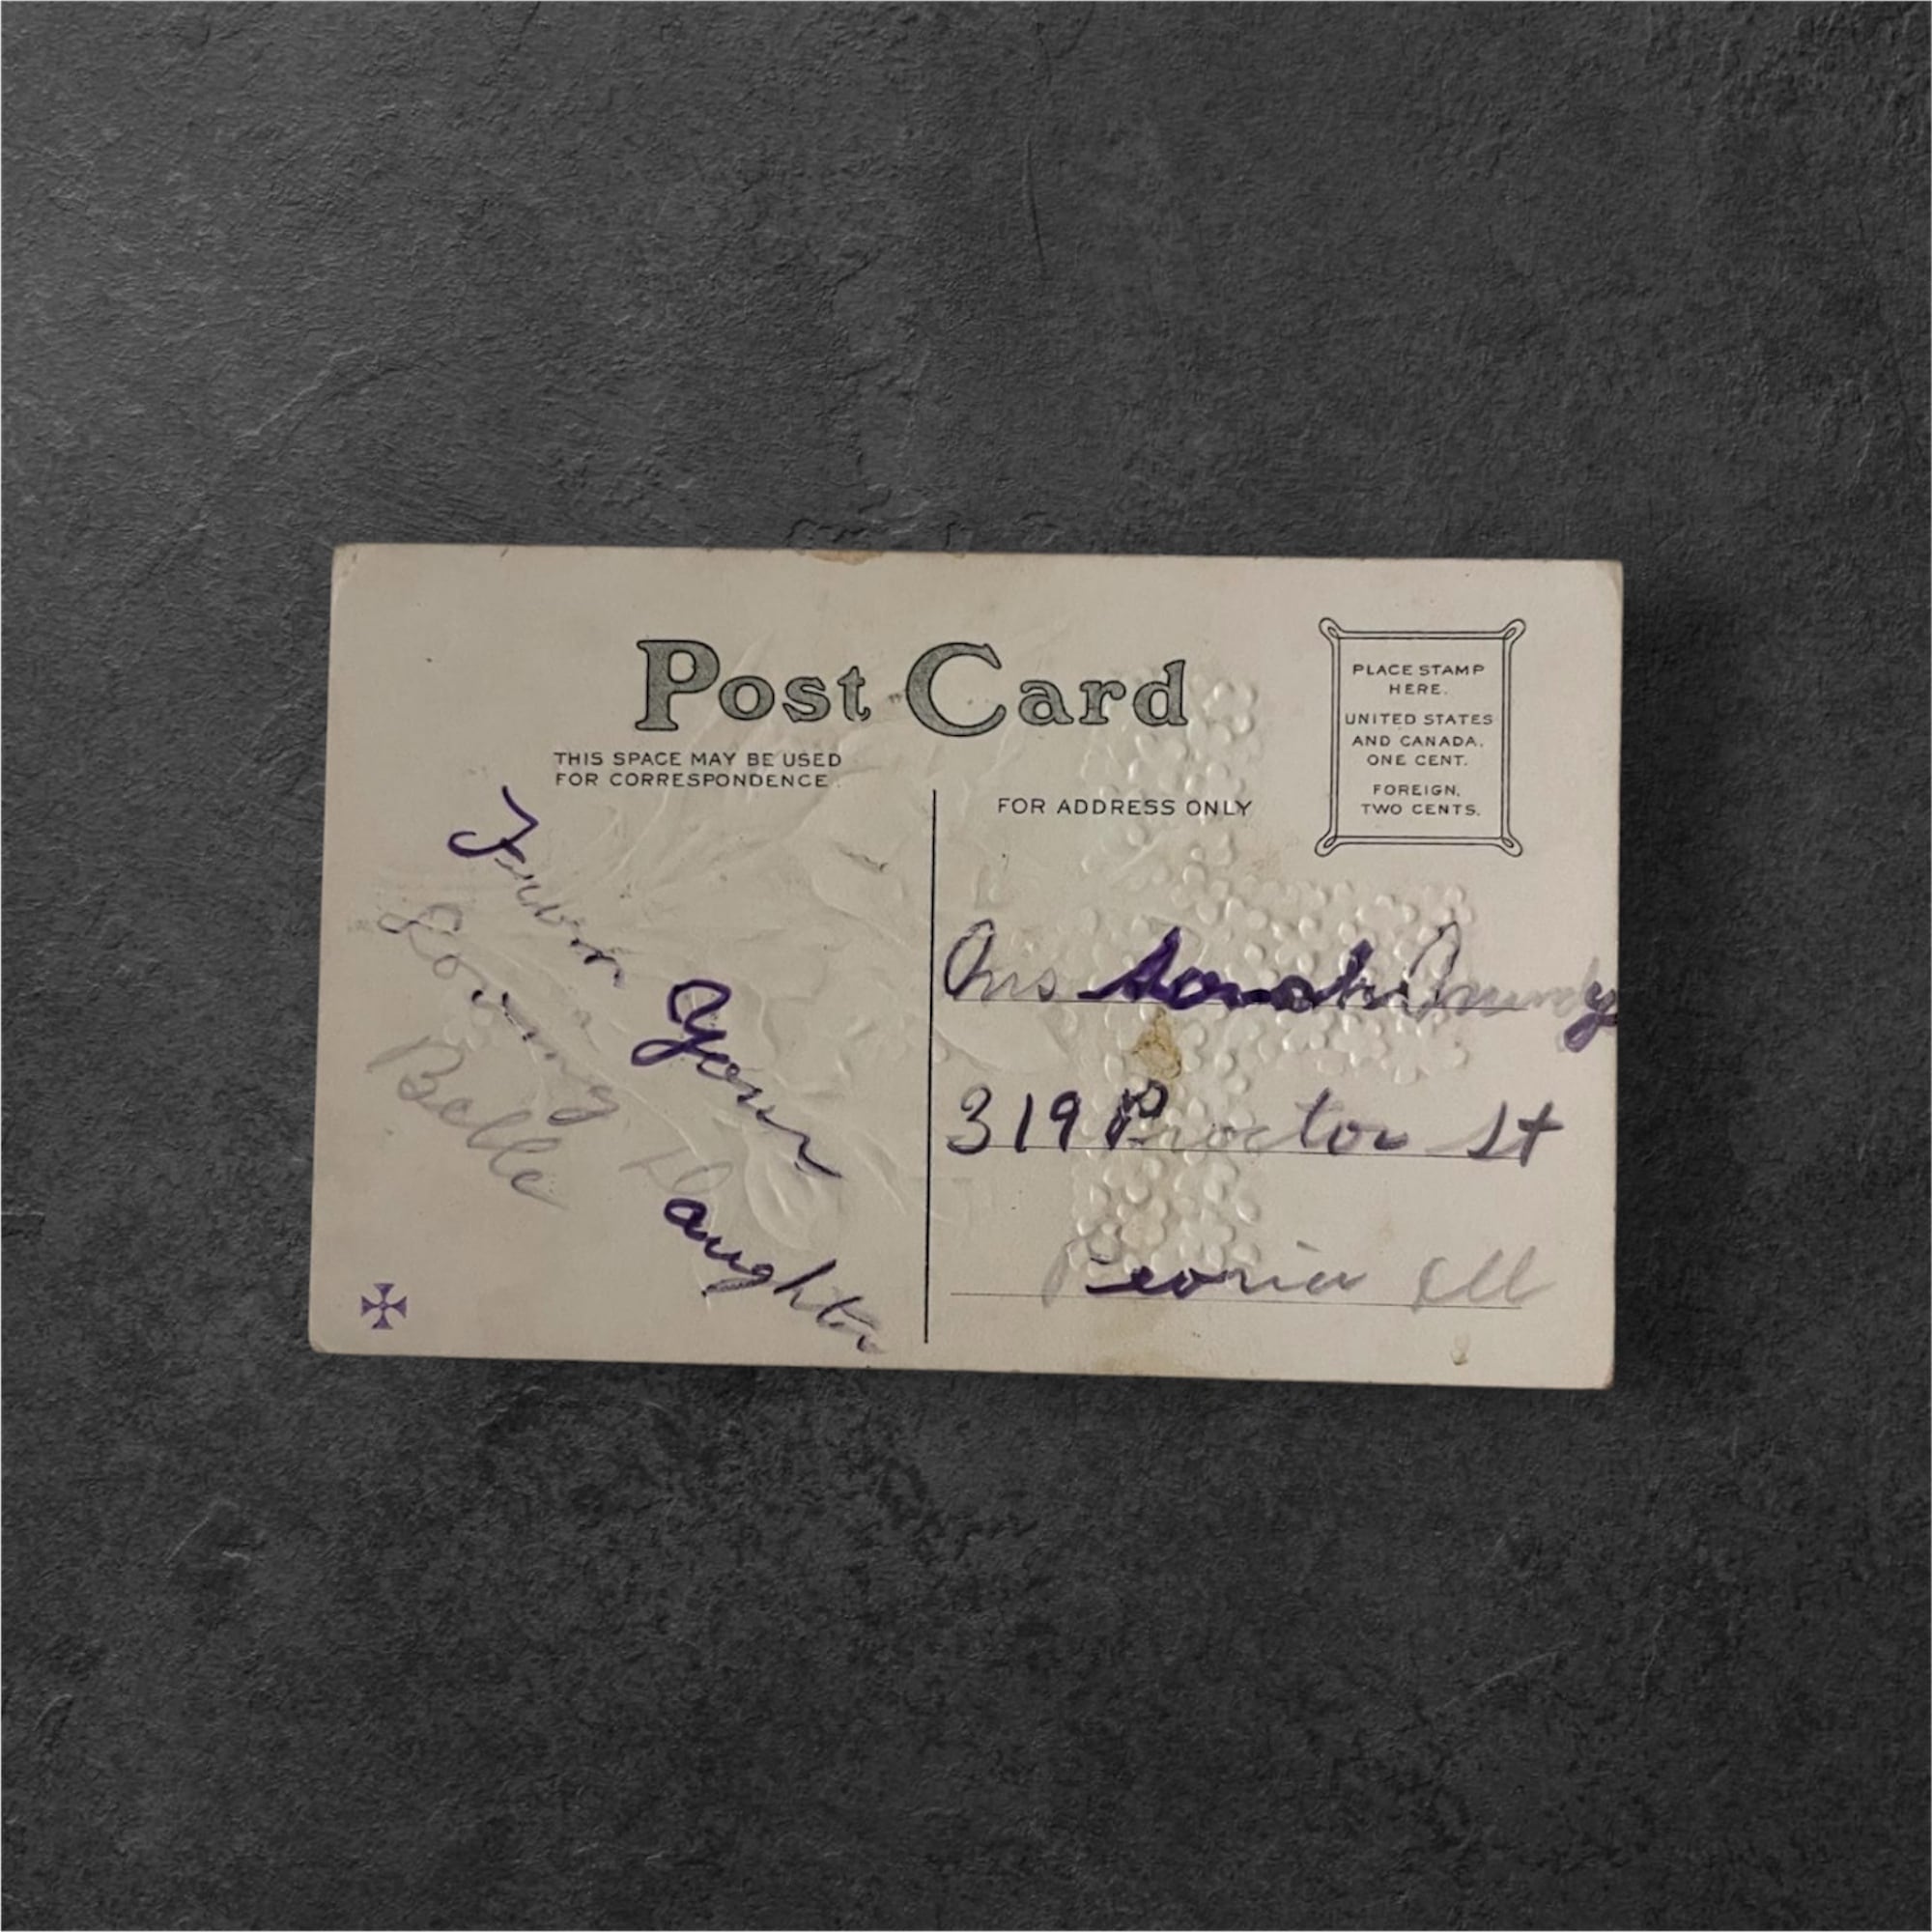 Post Card
THIS SPACE MAY BE USED
FOR CORRESPONDENCE.
PLACE STAMP
HERE.
UNITED STATES
AND CANADA,
ONE CENT.
FOREIGN,
TWO CENTS.
FOR ADDRESS ONLY
From Your
Loving Daughter
Belle
Mrs Sarah
319 Proctor St
Peoria Ill